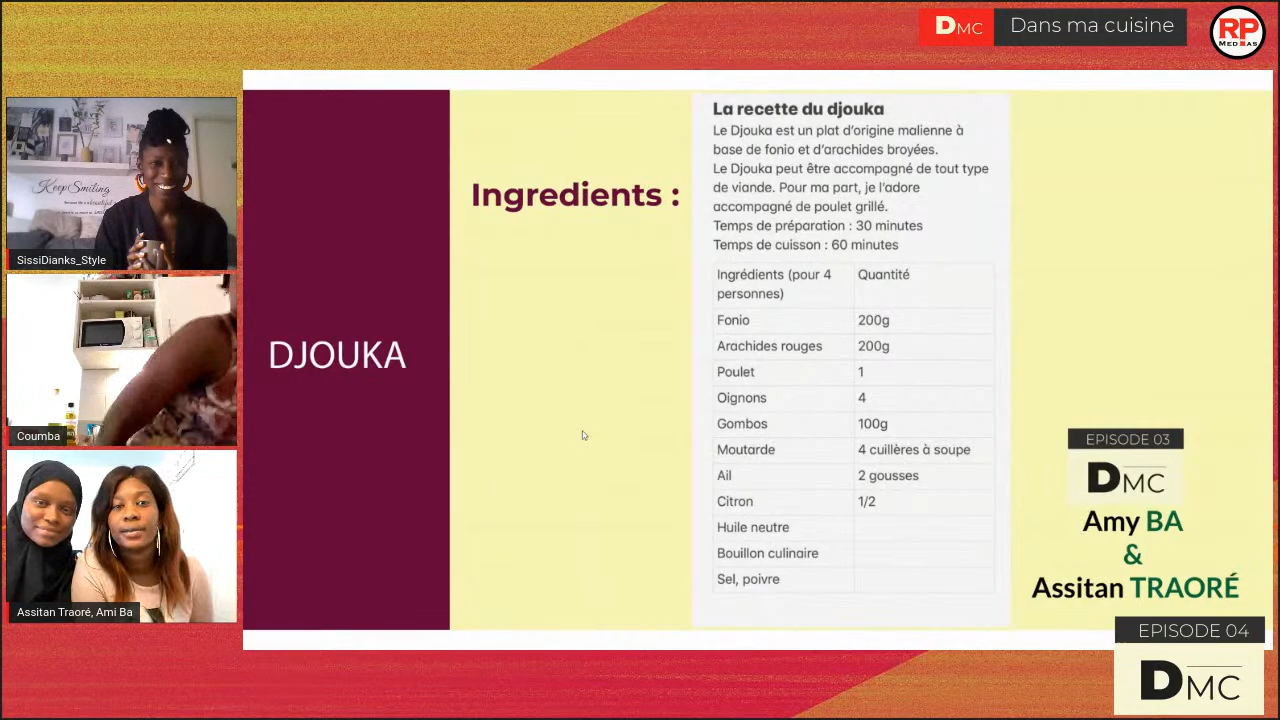 DMC
Dans ma cuisine
RP
MEDIAS
Keep Smiling
SissiDianks_Style
Coumba
Assitan Traoré, Ami Ba
DJOUKA
Ingredients :
La recette du djouka
Le Djouka est un plat d'origine malienne à
base de fonio et d'arachides broyées.
Le Djouka peut être accompagné de tout type
de viande. Pour ma part, je l'adore
accompagné de poulet grillé.
Temps de préparation : 30 minutes
Temps de cuisson : 60 minutes
Ingrédients (pour 4 Quantité
personnes)
Fonio 200g
Arachides rouges 200g
Poulet 1
Oignons 4
Gombos 100g
Moutarde 4 cuillères à soupe
Ail 2 gousses
Citron 1/2
Huile neutre
Bouillon culinaire
Sel, poivre
EPISODE 03
DMC
Amy BA
&
Assitan TRAORÉ
EPISODE 04
DMC